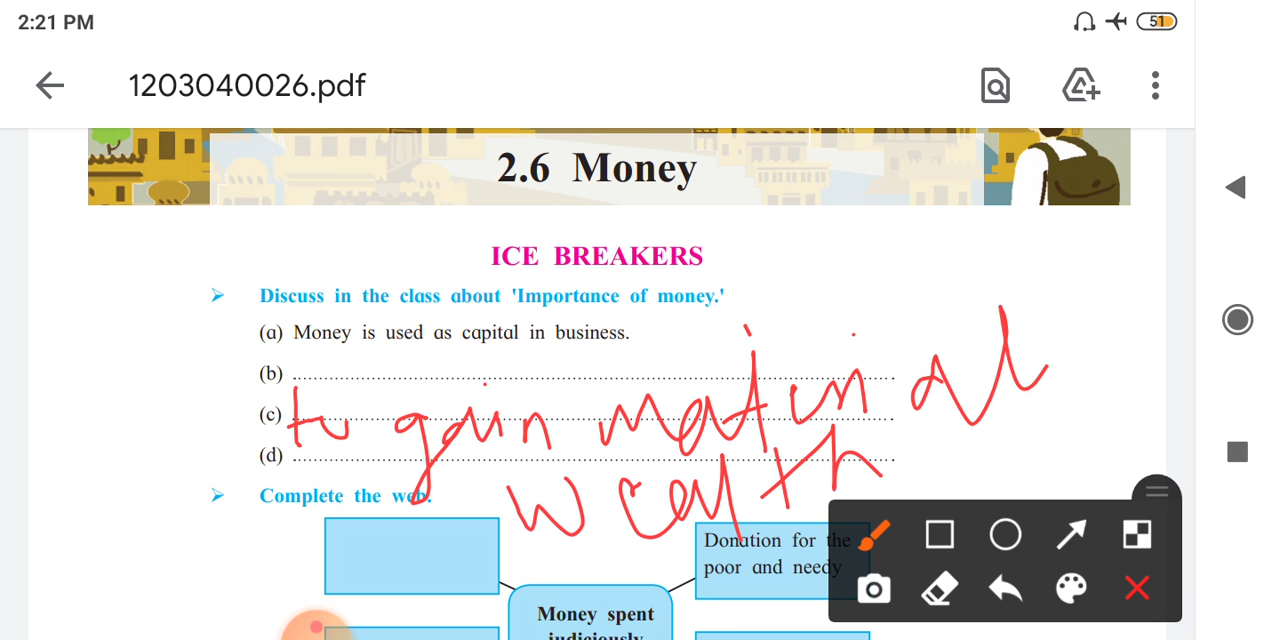 2:21 PM
51
1203040026.pdf
2.6 Money
ICE BREAKERS
➢ Discuss in the class about 'Importance of money.'
(a) Money is used as capital in business.
(b) ..............................
(c) ..............................
to gain material
(d) ..............................
wealth
➢ Complete the web.
Donation for the
poor and needy
Money spent
judiciously